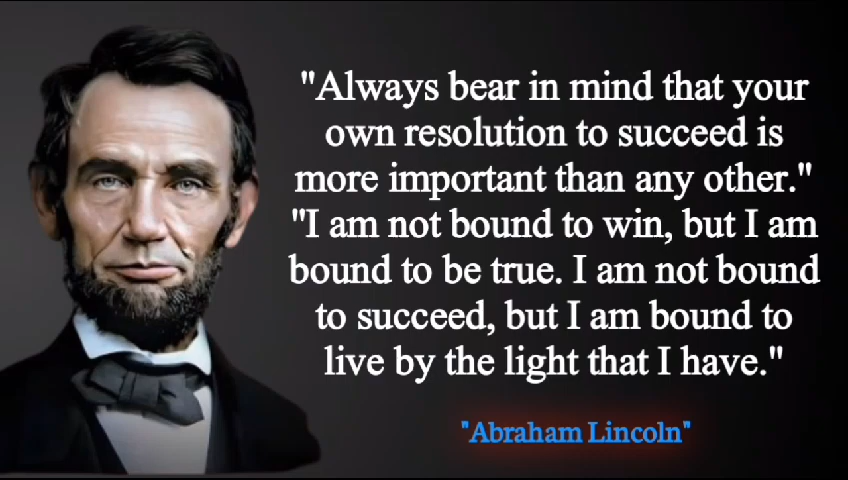 "Always bear in mind that your
own resolution to succeed is
more important than any other."
"I am not bound to win, but I am
bound to be true. I am not bound
to succeed, but I am bound to
live by the light that I have."
"Abraham Lincoln"